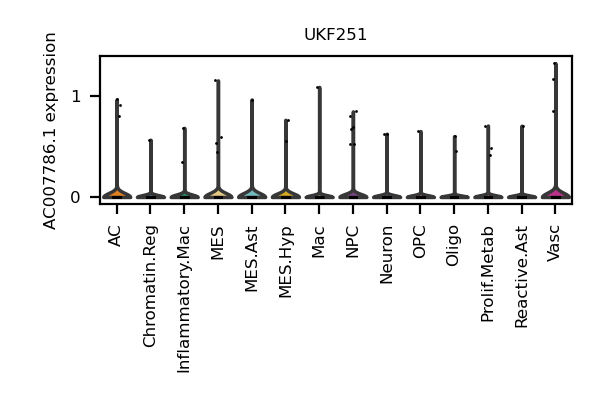 UKF251
AC007786.1 expression
1
0
AC
Chromatin.Reg
Inflammatory.Mac
MES
MES.Ast
MES.Hyp
Mac
NPC
Neuron
OPC
Oligo
Prolif.Metab
Reactive.Ast
Vasc